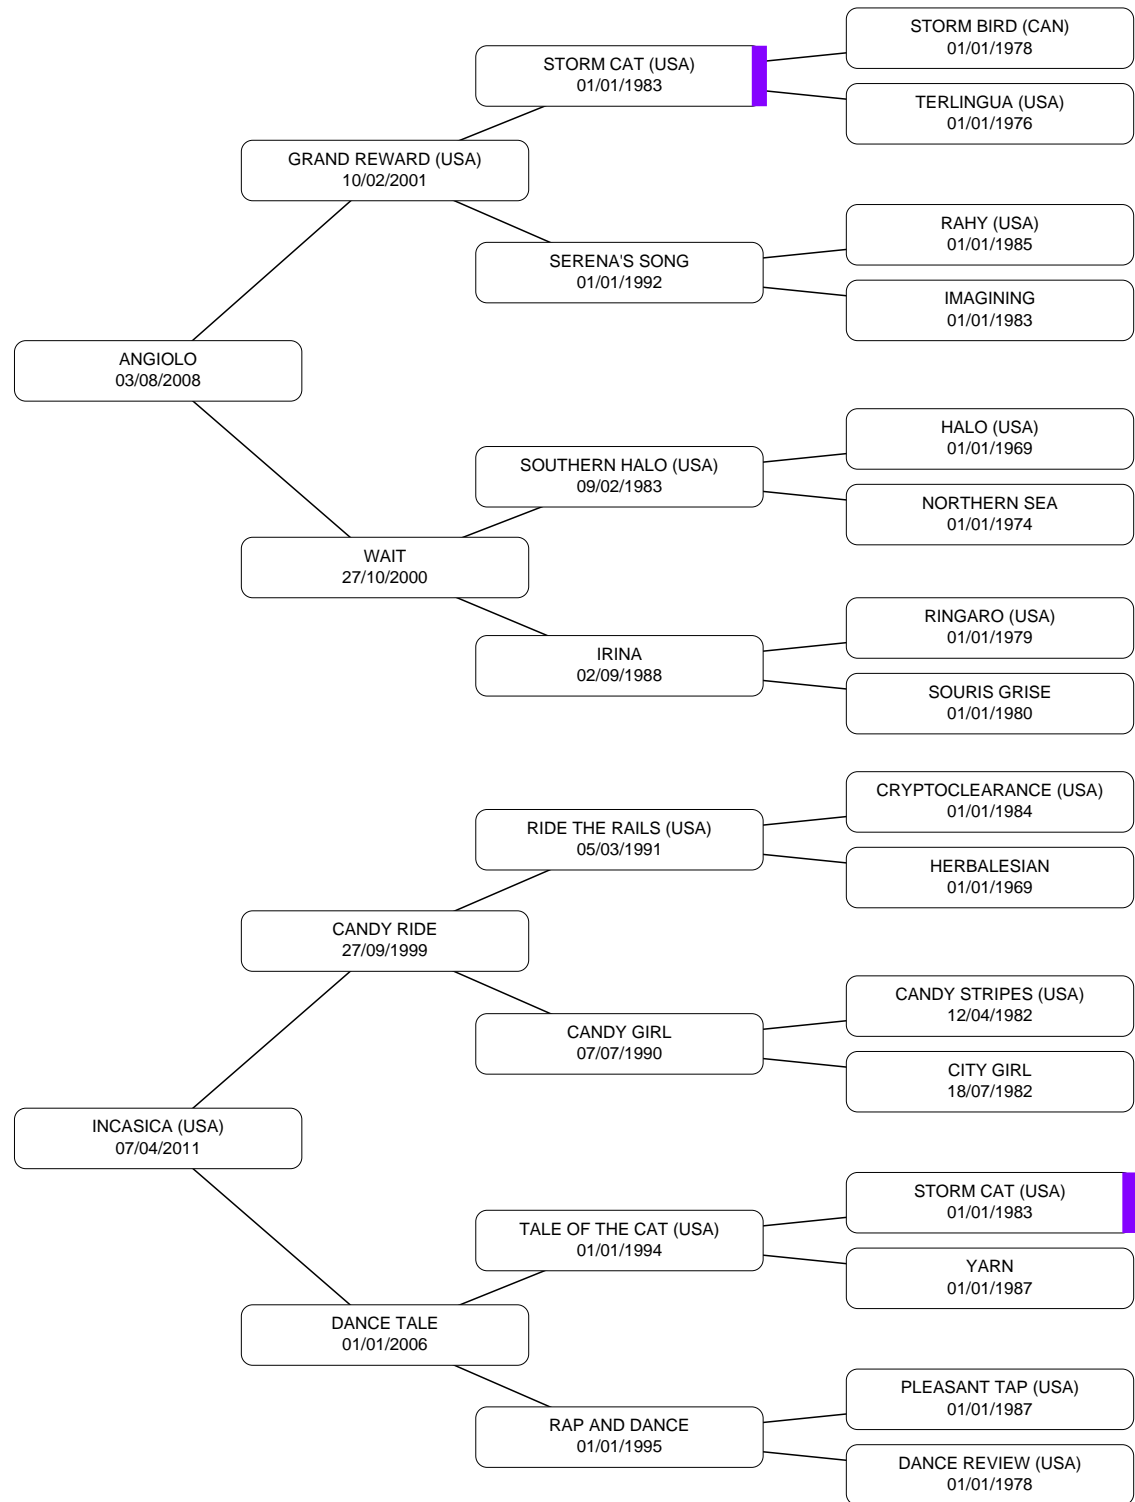 STORM BIRD (CAN)
01/01/1978
STORM CAT (USA)
01/01/1983
TERLINGUA (USA)
01/01/1976
GRAND REWARD (USA)
10/02/2001
RAHY (USA)
01/01/1985
SERENA'S SONG
01/01/1992
IMAGINING
01/01/1983
ANGIOLO
03/08/2008
HALO (USA)
01/01/1969
SOUTHERN HALO (USA)
09/02/1983
NORTHERN SEA
01/01/1974
WAIT
27/10/2000
RINGARO (USA)
01/01/1979
IRINA
02/09/1988
SOURIS GRISE
01/01/1980
CRYPTOCLEARANCE (USA)
01/01/1984
RIDE THE RAILS (USA)
05/03/1991
HERBALESIAN
01/01/1969
CANDY RIDE
27/09/1999
CANDY STRIPES (USA)
12/04/1982
CANDY GIRL
07/07/1990
CITY GIRL
18/07/1982
INCASICA (USA)
07/04/2011
STORM CAT (USA)
01/01/1983
TALE OF THE CAT (USA)
01/01/1994
YARN
01/01/1987
DANCE TALE
01/01/2006
PLEASANT TAP (USA)
01/01/1987
RAP AND DANCE
01/01/1995
DANCE REVIEW (USA)
01/01/1978